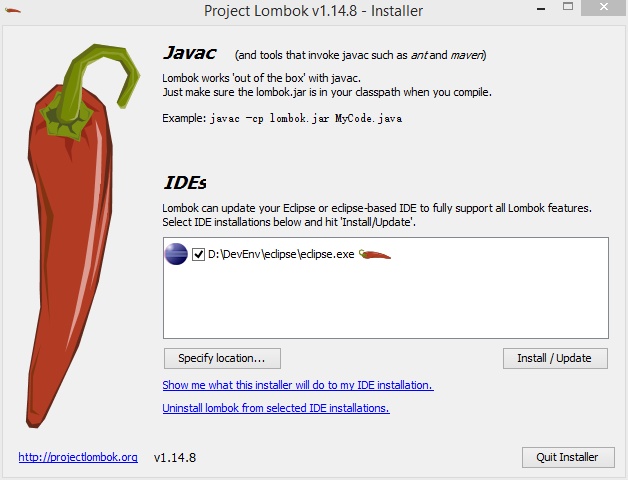 Project Lombok v1.14.8 - Installer
Javac (and tools that invoke javac such as ant and maven)
Lombok works 'out of the box' with javac.
Just make sure the lombok.jar is in your classpath when you compile.
Example: javac -cp lombok.jar MyCode.java
IDEs
Lombok can update your Eclipse or eclipse-based IDE to fully support all Lombok features.
Select IDE installations below and hit 'Install/Update'.
D:\DevEnv\eclipse\eclipse.exe
Specify location... Install / Update
Show me what this installer will do to my IDE installation.
Uninstall lombok from selected IDE installations.
http://projectlombok.org v1.14.8 Quit Installer